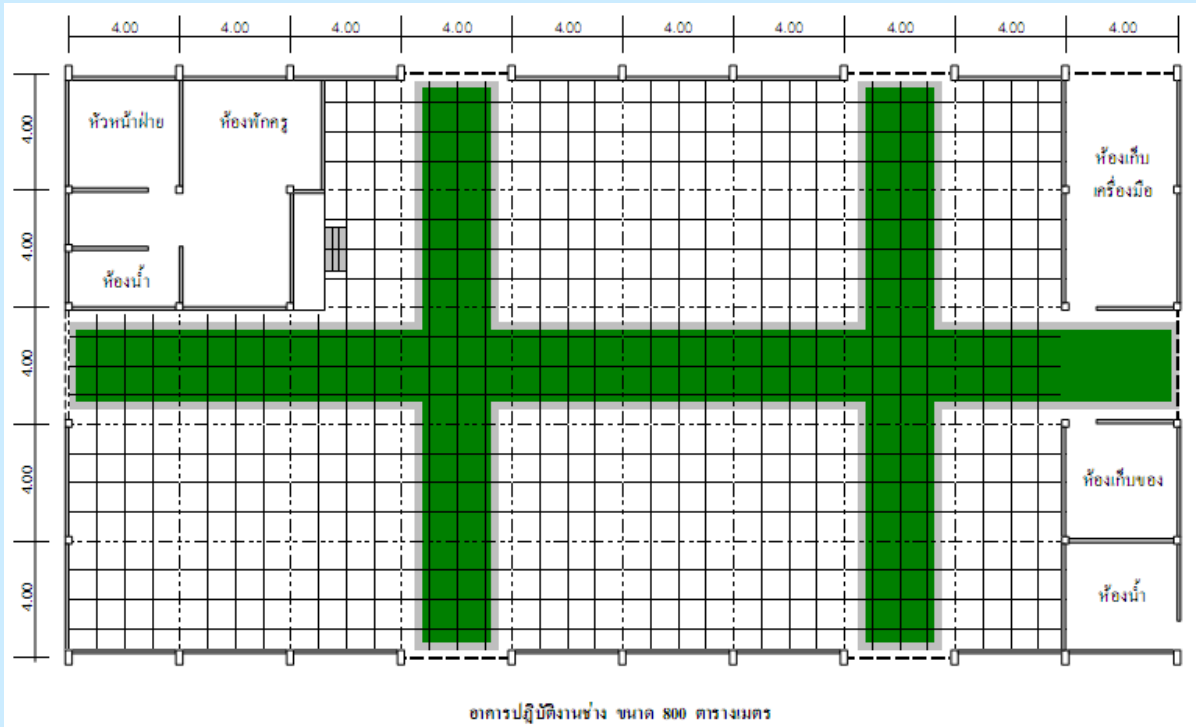 4.00 4.00 4.00 4.00 4.00 4.00 4.00 4.00 4.00 4.00
4.00
4.00
4.00
4.00
4.00
หัวหน้าฝ่าย
ห้องพักครู
ห้องน้ำ
ห้องเก็บ
เครื่องมือ
ห้องเก็บของ
ห้องน้ำ
อาคารปฏิบัติงานช่าง ขนาด 800 ตารางเมตร